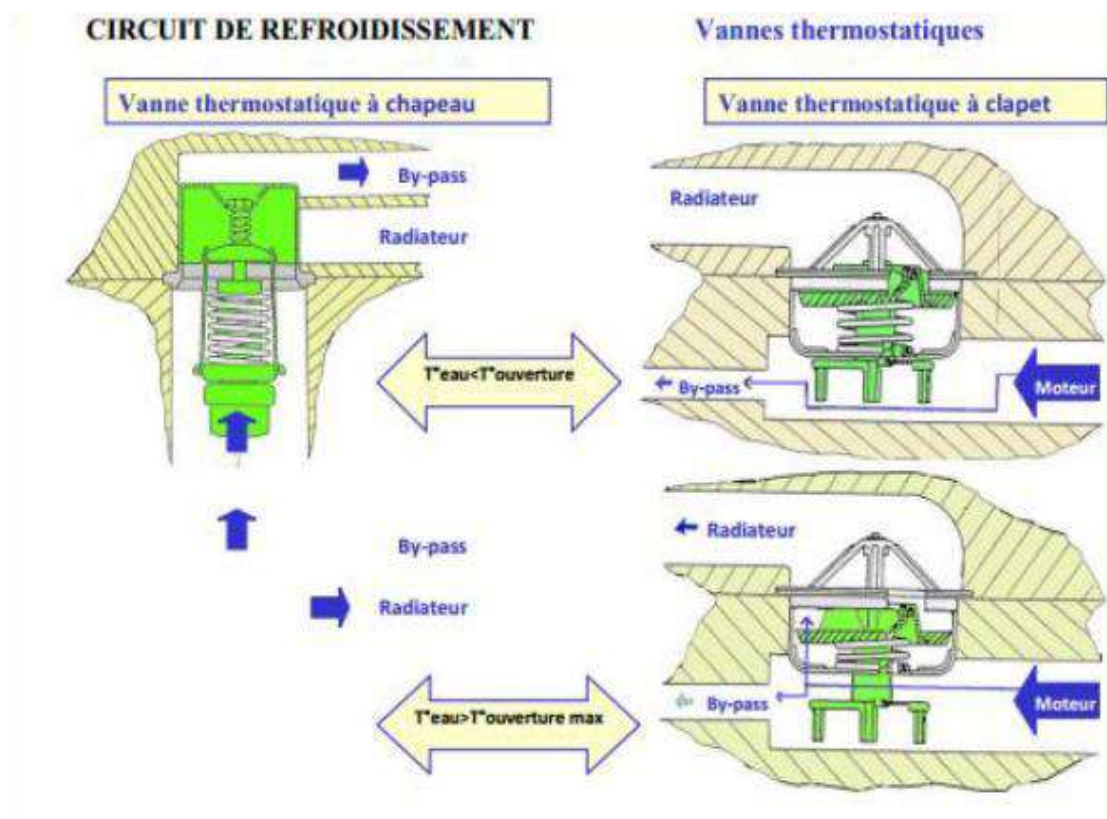 CIRCUIT DE REFROIDISSEMENT
Vannes thermostatiques
Vanne thermostatique à chapeau
Vanne thermostatique à clapet
By-pass
Radiateur
Radiateur
T°eau<T°ouverture
By-pass
Moteur
By-pass
Radiateur
Radiateur
T°eau>T°ouverture max
By-pass
Moteur